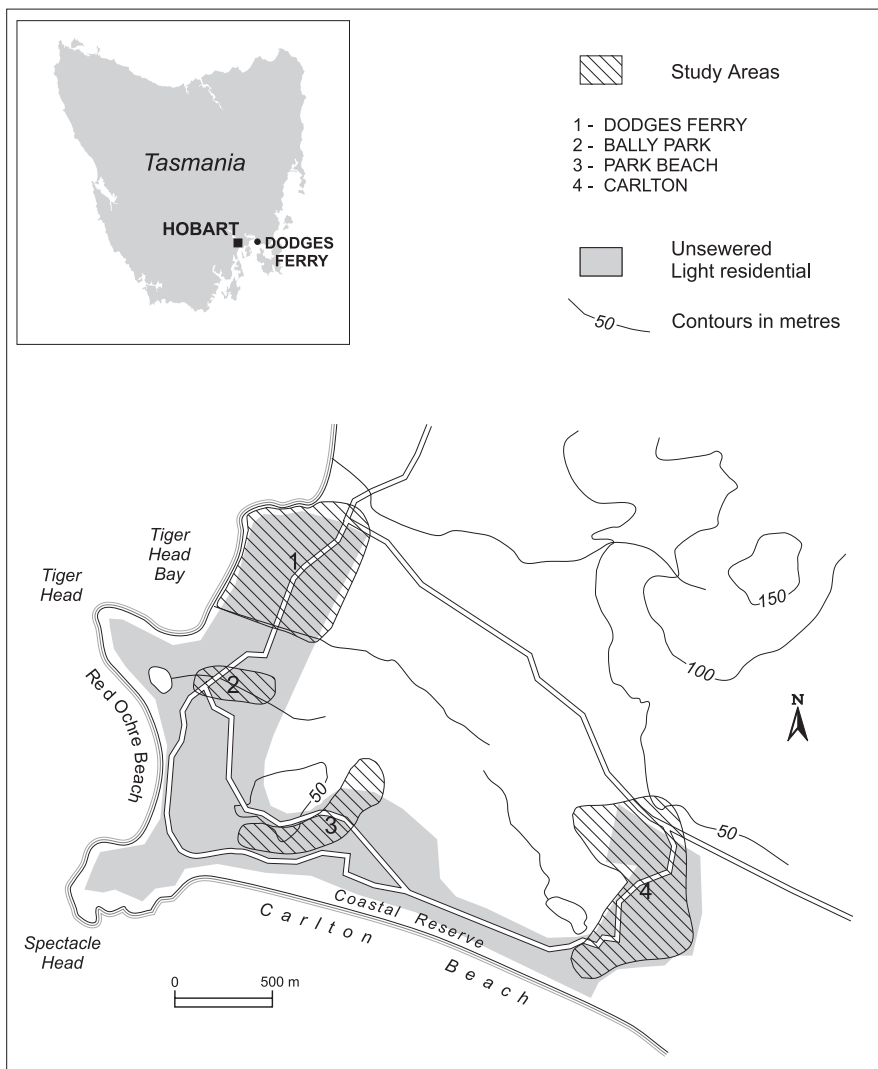 Tasmania
HOBART
DODGES
FERRY
Study Areas
1 - DODGES FERRY
2 - BALLY PARK
3 - PARK BEACH
4 - CARLTON
Unsewered
Light residential
50
Contours in metres
Tiger
Head
Bay
Tiger
Head
1
150
100
2
Red Ochre Beach
N
50
3
50
4
Coastal Reserve
Carlton Beach
Spectacle
Head
0 500 m